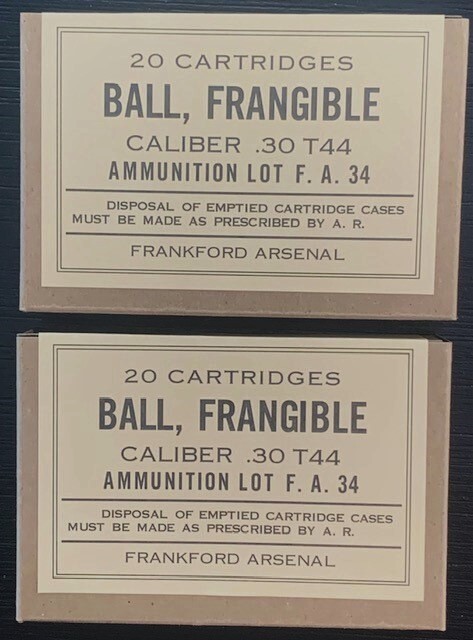 20 CARTRIDGES
BALL, FRANGIBLE
CALIBER .30 T44
AMMUNITION LOT F. A. 34
DISPOSAL OF EMPTIED CARTRIDGE CASES
MUST BE MADE AS PRESCRIBED BY A. R.
FRANKFORD ARSENAL
20 CARTRIDGES
BALL, FRANGIBLE
CALIBER .30 T44
AMMUNITION LOT F. A. 34
DISPOSAL OF EMPTIED CARTRIDGE CASES
MUST BE MADE AS PRESCRIBED BY A. R.
FRANKFORD ARSENAL